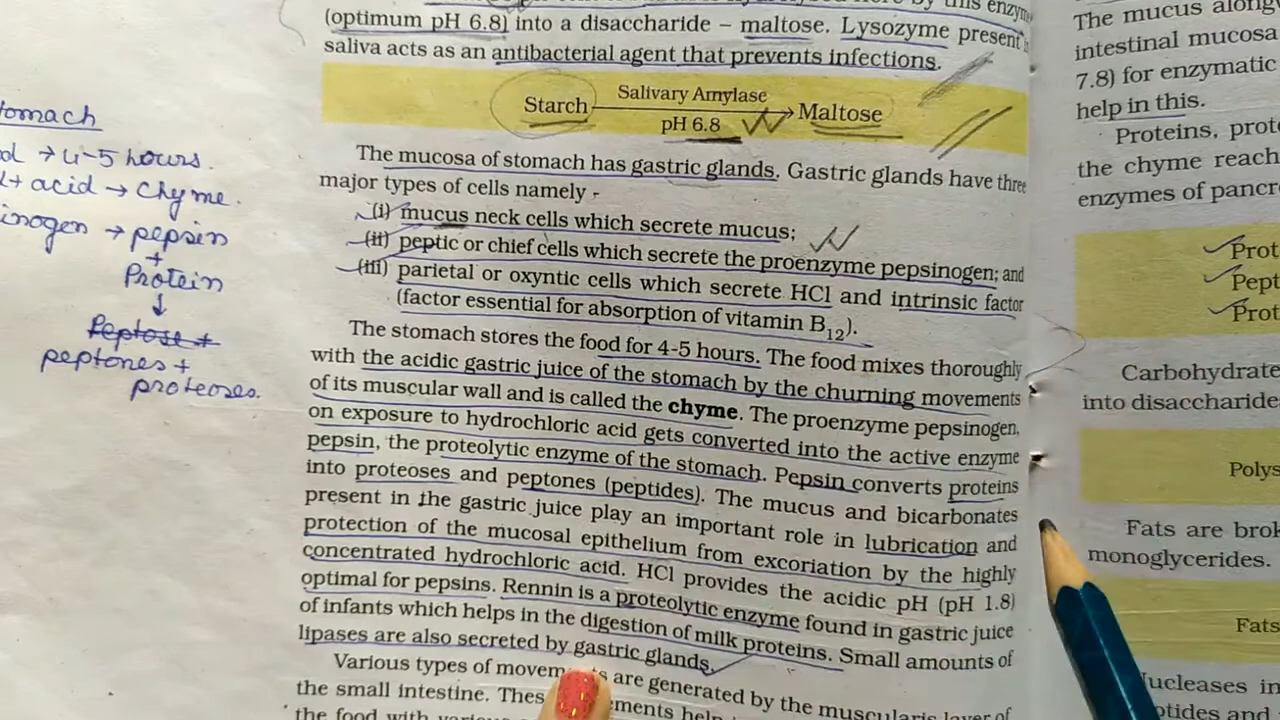 stomach
→ 4-5 hours.
+ acid → Chyme.
→ pepsin
+
Protein
↓
Peptose +
peptones +
proteoses.
by this
(optimum pH 6.8) into a disaccharide – maltose. Lysozyme present in
saliva acts as an antibacterial agent that prevents infections.
Salivary Amylase
Starch → Maltose
pH 6.8
The mucosa of stomach has gastric glands. Gastric glands have three
major types of cells namely -
(i) mucus neck cells which secrete mucus;
(ii) peptic or chief cells which secrete the proenzyme pepsinogen; and
(iii) parietal or oxyntic cells which secrete HCl and intrinsic factor
(factor essential for absorption of vitamin B12).
The stomach stores the food for 4-5 hours. The food mixes thoroughly
with the acidic gastric juice of the stomach by the churning movements
of its muscular wall and is called the chyme. The proenzyme pepsinogen,
on exposure to hydrochloric acid gets converted into the active enzyme
pepsin, the proteolytic enzyme of the stomach. Pepsin converts proteins
into proteoses and peptones (peptides). The mucus and bicarbonates
present in the gastric juice play an important role in lubrication and
protection of the mucosal epithelium from excoriation by the highly
concentrated hydrochloric acid. HCl provides the acidic pH (pH 1.8)
optimal for pepsins. Rennin is a proteolytic enzyme found in gastric juice
of infants which helps in the digestion of milk proteins. Small amounts of
lipases are also secreted by gastric glands.
Various types of movements are generated by the muscularis layer of
the small intestine. These help
the food with
The mucus along
intestinal mucosa
7.8) for enzymatic
help in this.
Proteins, prot
the chyme reach
enzymes of pancr
Prot
Pept
Prot
Carbohydrate
into disaccharide
Polys
Fats are brok
monoglycerides.
Fats
Nucleases in
and